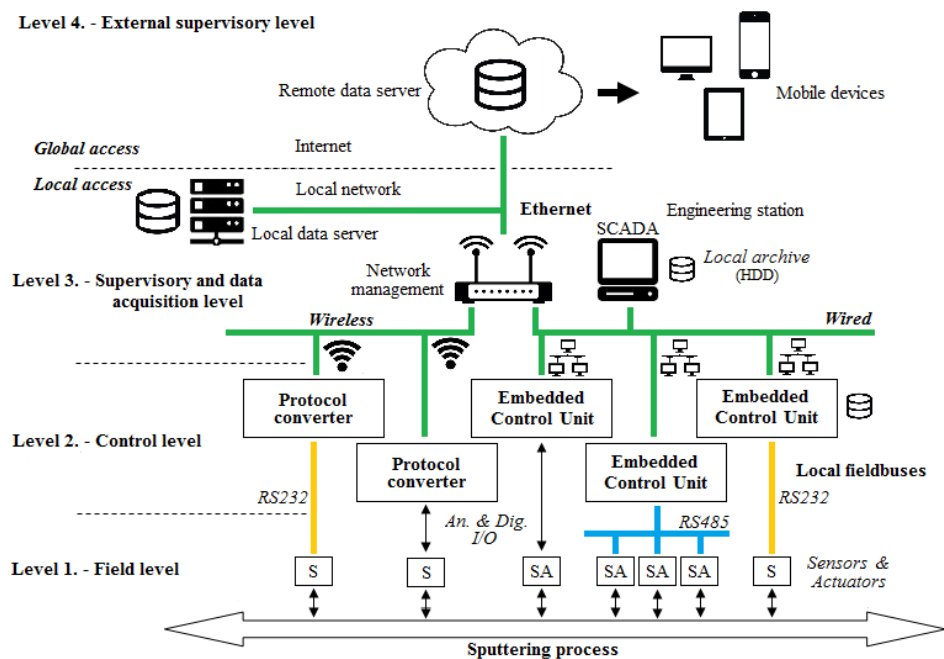 Level 4. - External supervisory level
Remote data server
Mobile devices
Global access
Internet
Local access
Local network
Ethernet
Engineering station
Local data server
SCADA
Local archive
(HDD)
Network
management
Level 3. - Supervisory and data
acquisition level
Wireless
Wired
Protocol
converter
Embedded
Control Unit
Embedded
Control Unit
Level 2. - Control level
Protocol
converter
Embedded
Control Unit
Local fieldbuses
RS232
An. & Dig.
I/O
RS485
RS232
Level 1. - Field level
S
S
SA
SA
SA
SA
S
Sensors &
Actuators
Sputtering process